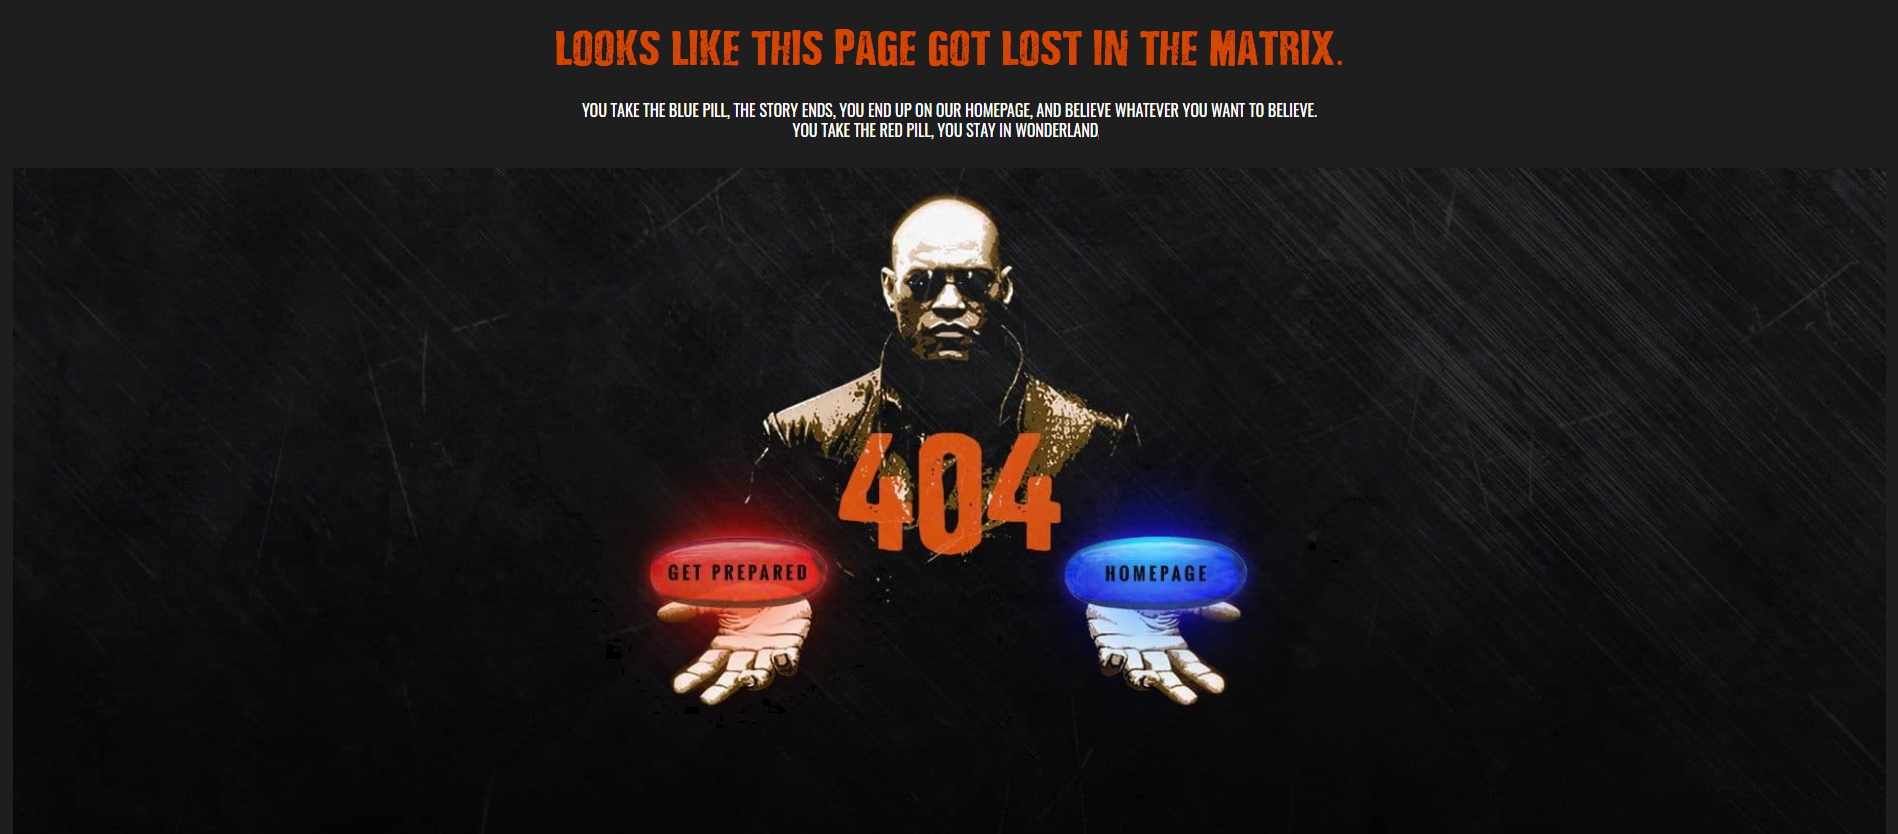 LOOKS LIKE THIS PAGE GOT LOST IN THE MATRIX.
YOU TAKE THE BLUE PILL, THE STORY ENDS, YOU END UP ON OUR HOMEPAGE, AND BELIEVE WHATEVER YOU WANT TO BELIEVE.
YOU TAKE THE RED PILL, YOU STAY IN WONDERLAND
404
GET PREPARED
HOMEPAGE